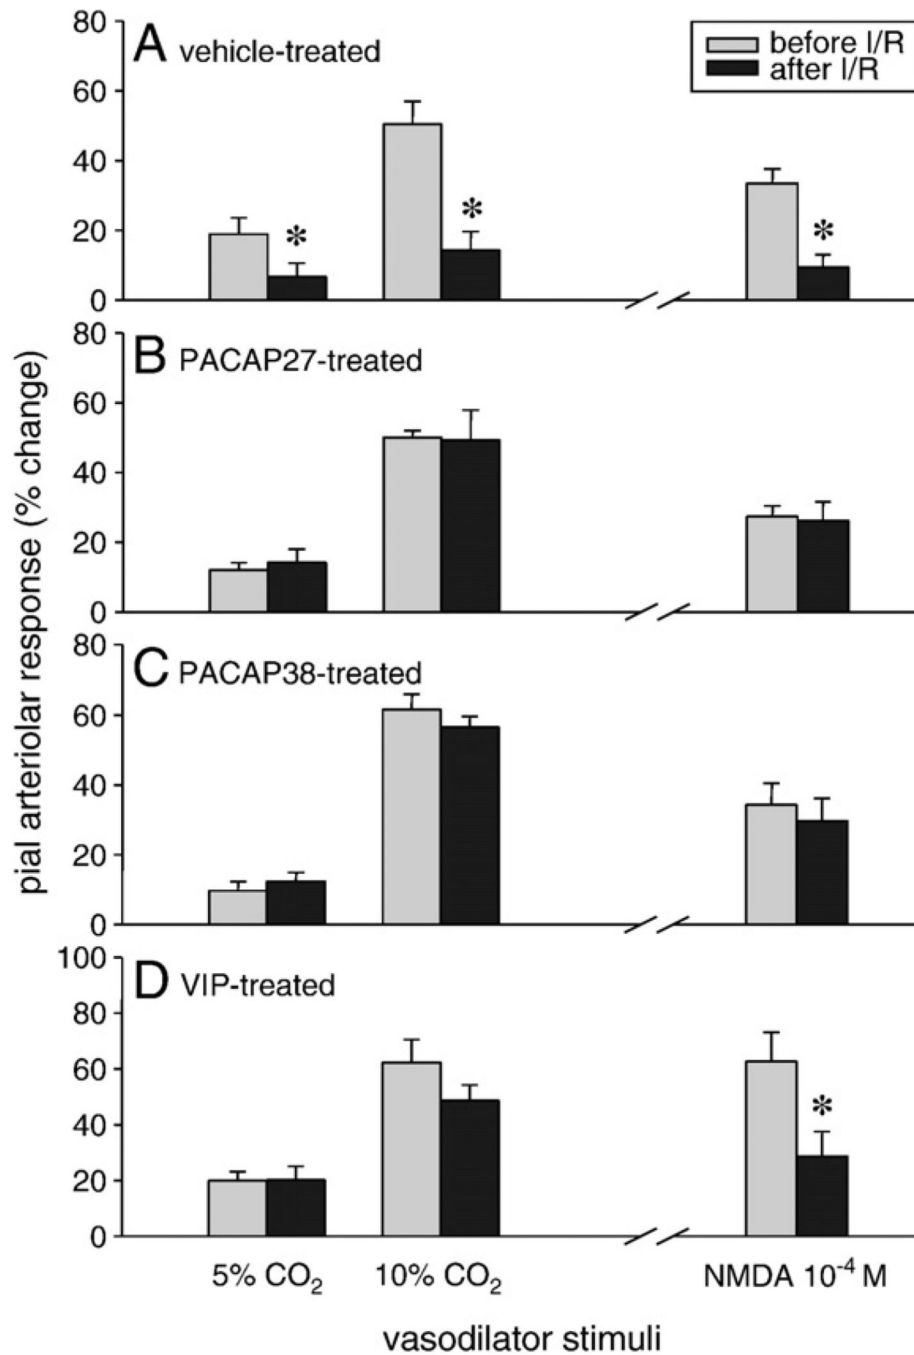 A vehicle-treated
before I/R
after I/R
80
60
40
20
0
*
*
*
B PACAP27-treated
80
60
40
20
0
C PACAP38-treated
80
60
40
20
0
D VIP-treated
100
80
60
40
20
0
*
pial arteriolar response (% change)
5% CO₂ 10% CO₂ NMDA 10⁻⁴ M
vasodilator stimuli